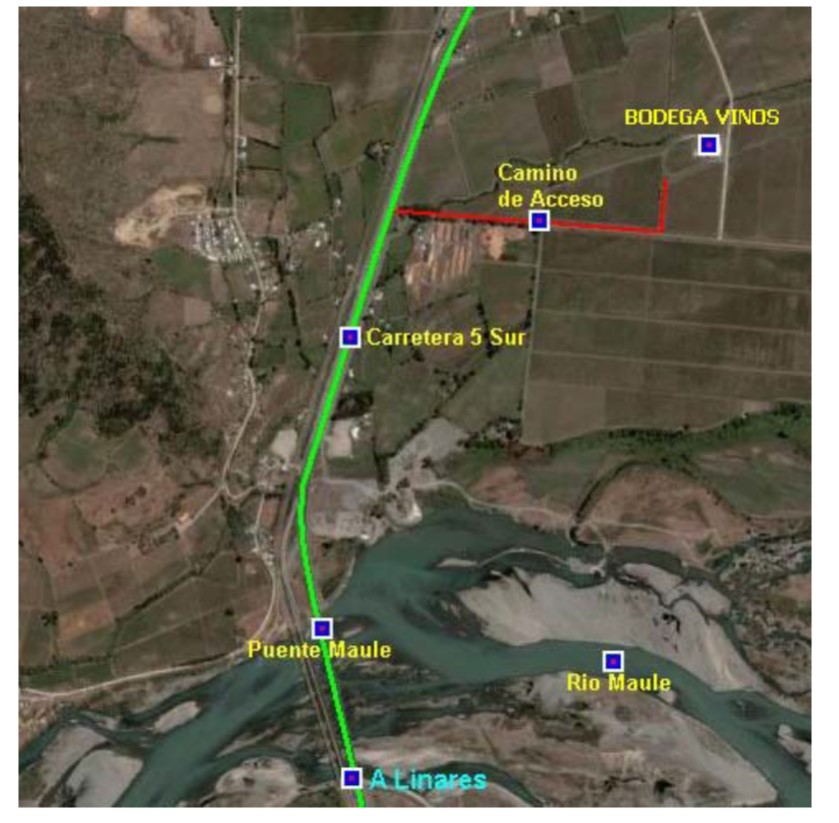 BODEGA VINOS
Camino
de Acceso
Carretera 5 Sur
Puente Maule
Rio Maule
A Linares